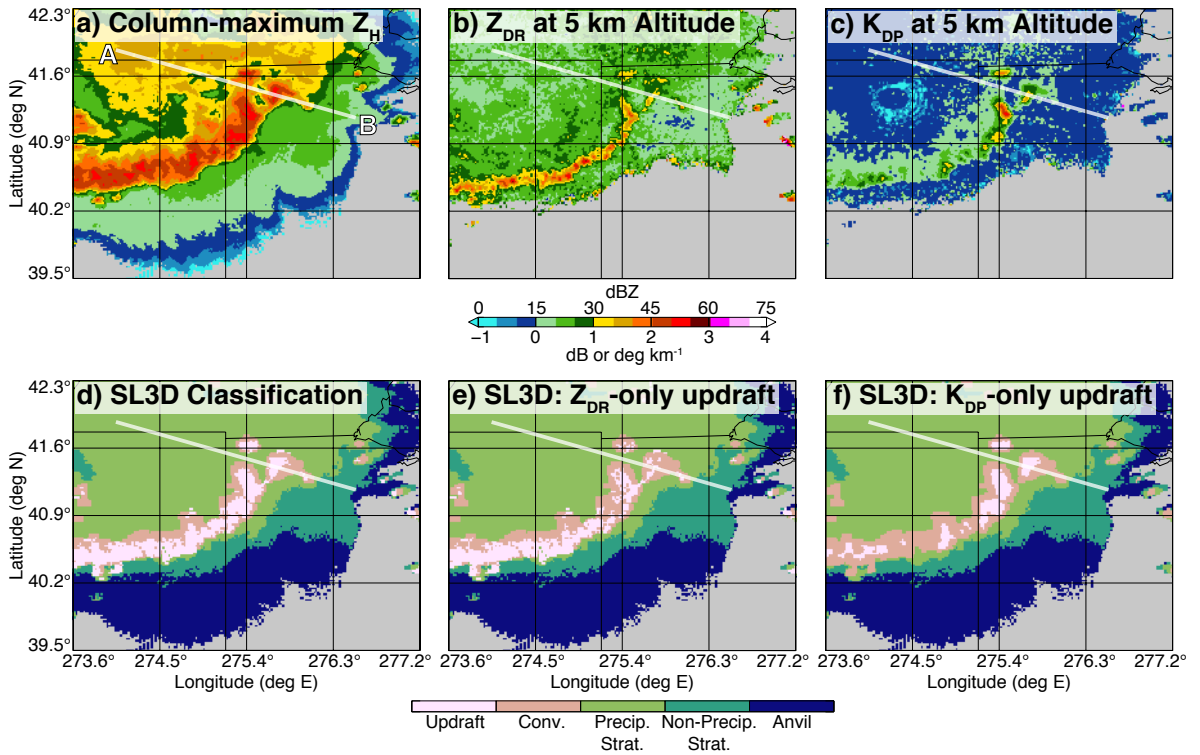 a) Column-maximum ZH
b) ZDR at 5 km Altitude
c) KDP at 5 km Altitude
A
B
42.3°
41.6°
40.9°
40.2°
39.5°
Latitude (deg N)
dBZ
0 15 30 45 60 75
−1 0 1 2 3 4
dB or deg km-1
d) SL3D Classification
e) SL3D: ZDR-only updraft
f) SL3D: KDP-only updraft
42.3°
41.6°
40.9°
40.2°
39.5°
Latitude (deg N)
273.6° 274.5° 275.4° 276.3° 277.2°
273.6° 274.5° 275.4° 276.3° 277.2°
273.6° 274.5° 275.4° 276.3° 277.2°
Longitude (deg E)
Longitude (deg E)
Longitude (deg E)
Updraft Conv. Precip. Non-Precip. Anvil
Strat. Strat.